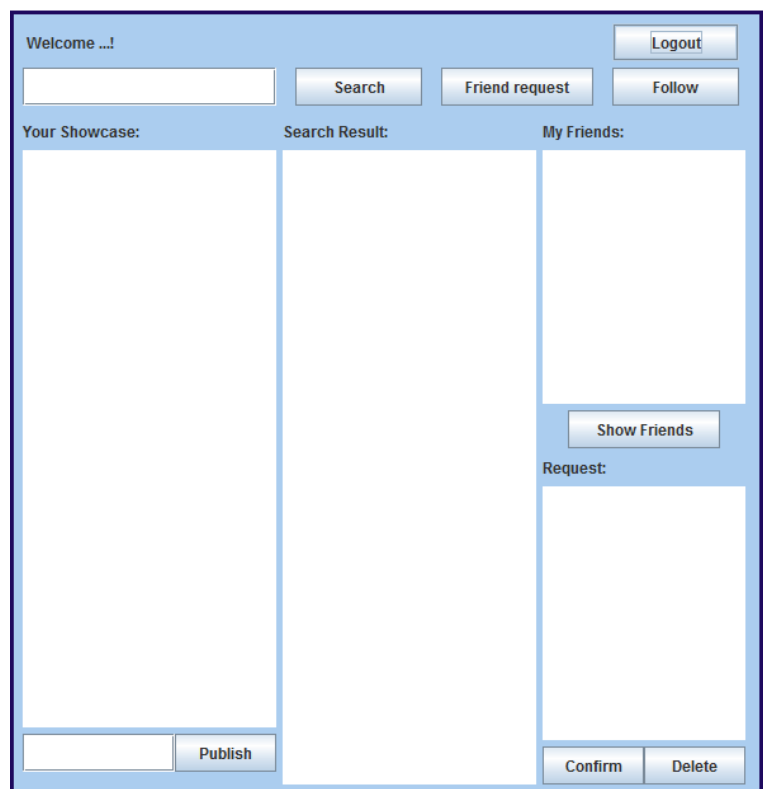 Welcome ...!
Logout
Search
Friend request
Follow
Your Showcase:
Search Result:
My Friends:
Show Friends
Request:
Publish
Confirm
Delete